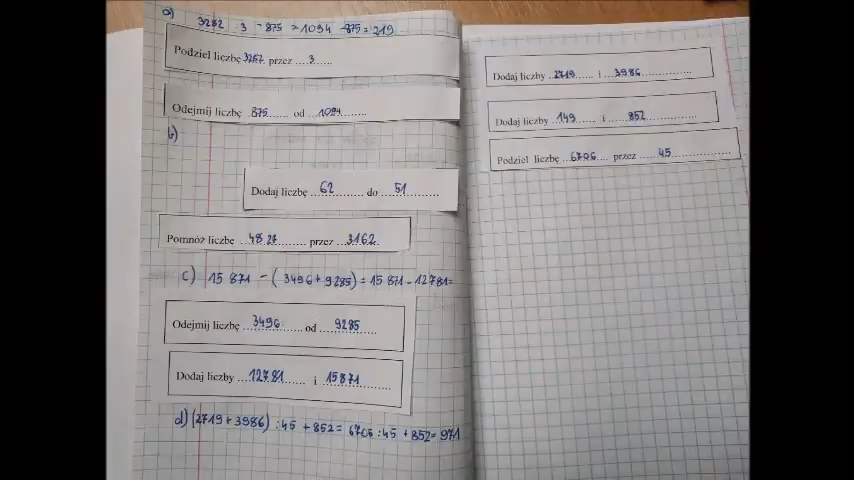 a) 3282 : 3 - 875 = 1094 - 875 = 219
Podziel liczbę 3257 przez ...3.....
Odejmij liczbę ..875...... od ....1094........
b)
Dodaj liczbę ...62.......... do .....51..........
Pomnóż liczbę ...4827......... przez ...3162.
c) 15 871 - (3496 + 9285) = 15 871 - 12781=
Odejmij liczbę ...3496...... od ......9285.....
Dodaj liczby ...12781...... i ..15871..........
d) (2719 + 3986) : 45 + 852 = 6705 : 45 + 852 = 971
Dodaj liczby ..2719...... i ...3986...............
Dodaj liczby ..149...... i .......852...............
Podziel liczbę ...6705.... przez .....45...............